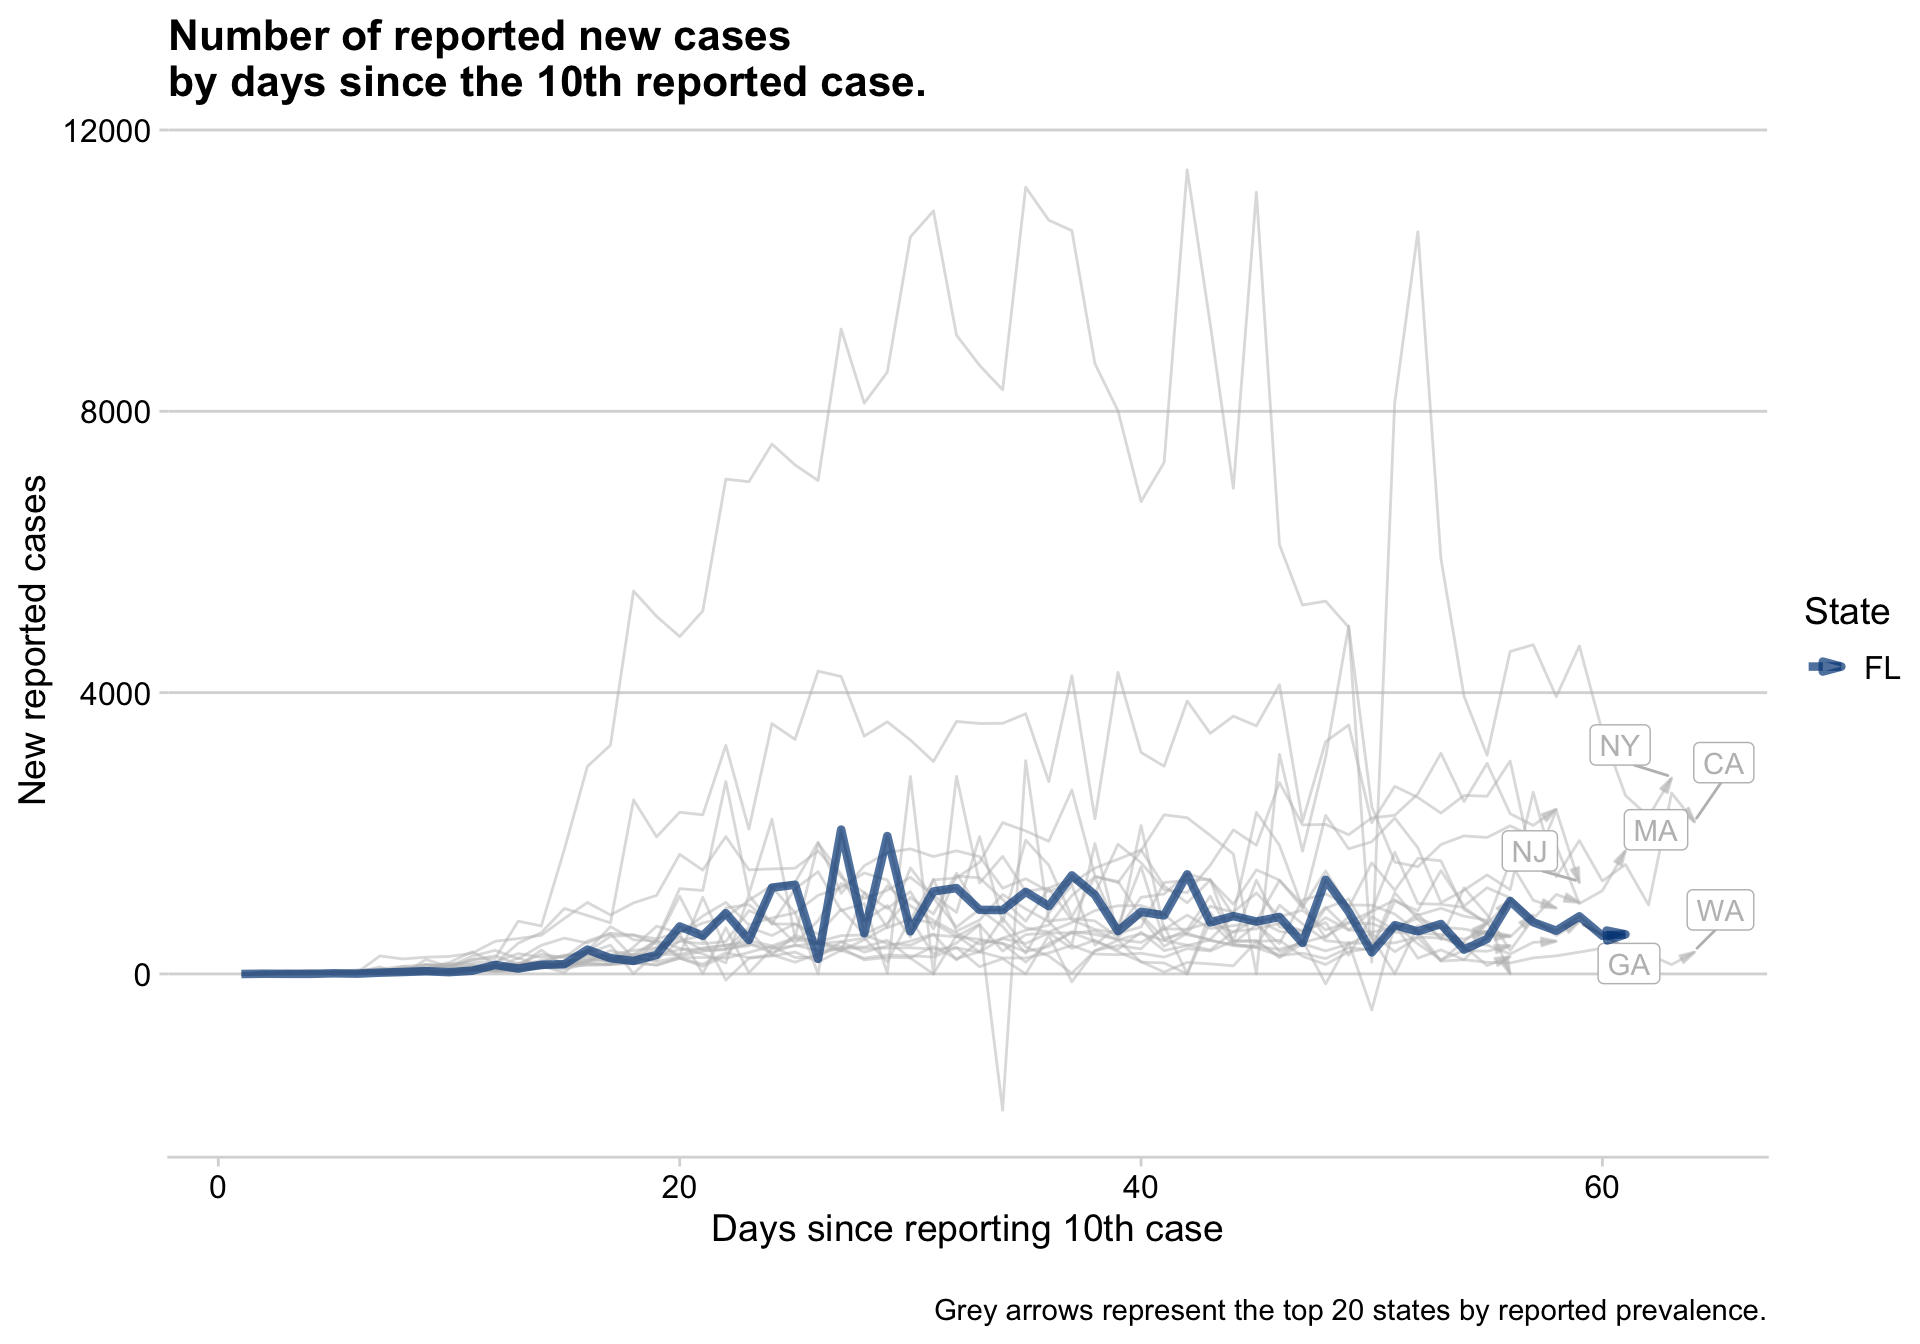 Number of reported new cases
by days since the 10th reported case.
12000
8000
4000
0
New reported cases
0
20
40
60
Days since reporting 10th case
NY
CA
MA
NJ
WA
GA
State
FL
Grey arrows represent the top 20 states by reported prevalence.